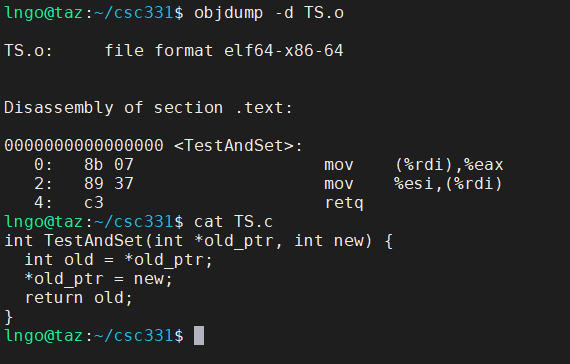 lngo@taz:~/csc331$ objdump -d TS.o
TS.o:     file format elf64-x86-64
Disassembly of section .text:
0000000000000000 <TestAndSet>:
   0:   8b 07                   mov    (%rdi),%eax
   2:   89 37                   mov    %esi,(%rdi)
   4:   c3                      retq
lngo@taz:~/csc331$ cat TS.c
int TestAndSet(int *old_ptr, int new) {
  int old = *old_ptr;
  *old_ptr = new;
  return old;
}
lngo@taz:~/csc331$